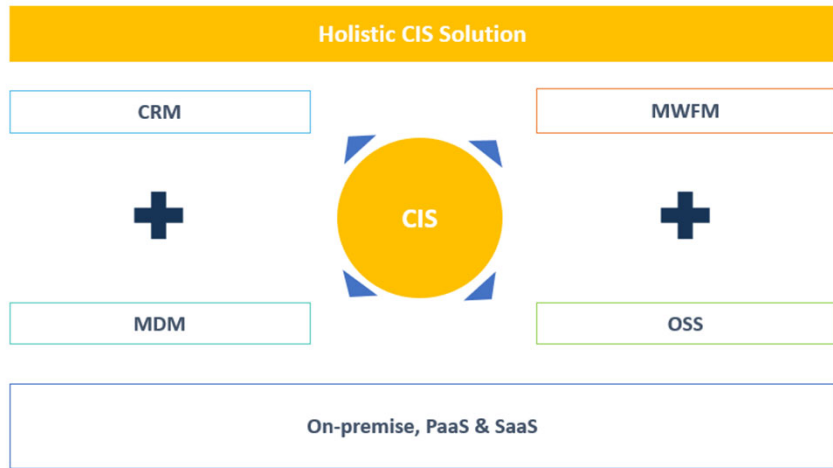 Holistic CIS Solution
CRM
MWFM
CIS
MDM
OSS
On-premise, PaaS & SaaS